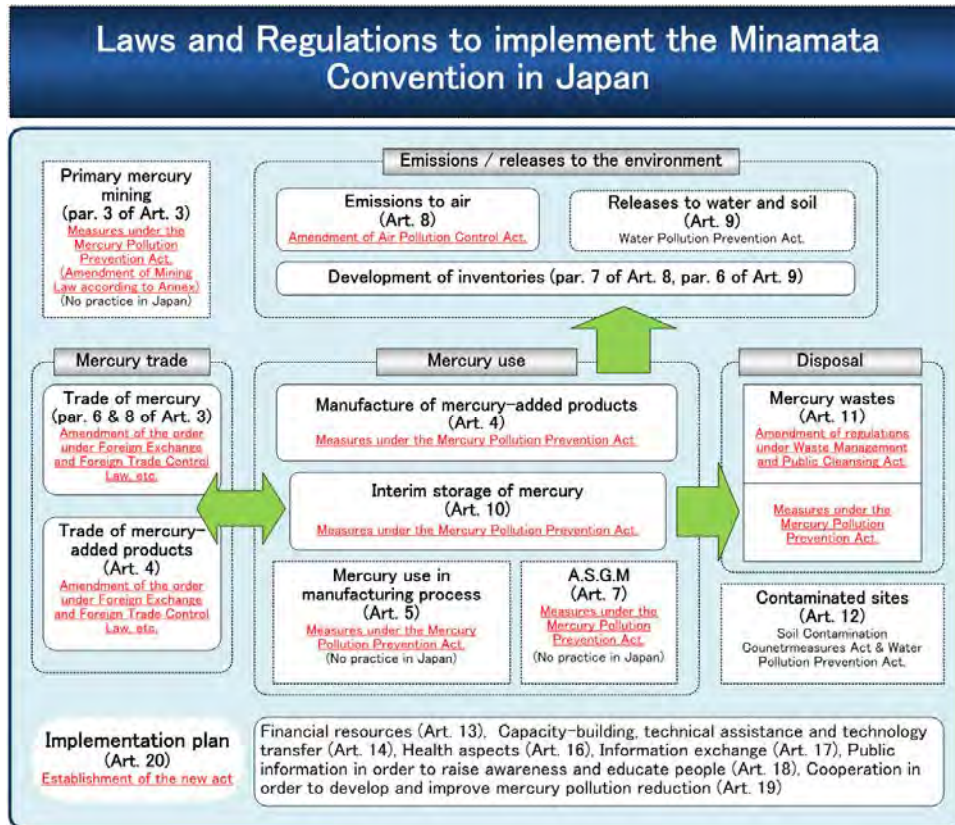 Laws and Regulations to implement the Minamata
Convention in Japan
Primary mercury
mining
(par. 3 of Art. 3)
Measures under the
Mercury Pollution
Prevention Act.
(Amendment of Mining
Law according to Annex)
(No practice in Japan)
Emissions / releases to the environment
Emissions to air
(Art. 8)
Amendment of Air Pollution Control Act.
Releases to water and soil
(Art. 9)
Water Pollution Prevention Act.
Development of inventories (par. 7 of Art. 8, par. 6 of Art. 9)
Mercury trade
Trade of mercury
(par. 6 & 8 of Art. 3)
Amendment of the order
under Foreign Exchange
and Foreign Trade Control
Law, etc.
Trade of mercury-
added products
(Art. 4)
Amendment of the order
under Foreign Exchange
and Foreign Trade Control
Law, etc.
Mercury use
Manufacture of mercury-added products
(Art. 4)
Measures under the Mercury Pollution Prevention Act.
Interim storage of mercury
(Art. 10)
Measures under the Mercury Pollution Prevention Act.
Mercury use in
manufacturing process
(Art. 5)
Measures under the Mercury
Pollution Prevention Act.
(No practice in Japan)
A.S.G.M
(Art. 7)
Measures under the
Mercury Pollution
Prevention Act.
(No practice in Japan)
Disposal
Mercury wastes
(Art. 11)
Amendment of regulations
under Waste Management
and Public Cleansing Act.
Measures under the
Mercury Pollution
Prevention Act.
Contaminated sites
(Art. 12)
Soil Contamination
Counetrmeasures Act & Water
Pollution Prevention Act.
Implementation plan
(Art. 20)
Establishment of the new act
Financial resources (Art. 13), Capacity-building, technical assistance and technology
transfer (Art. 14), Health aspects (Art. 16), Information exchange (Art. 17), Public
information in order to raise awareness and educate people (Art. 18), Cooperation in
order to develop and improve mercury pollution reduction (Art. 19)